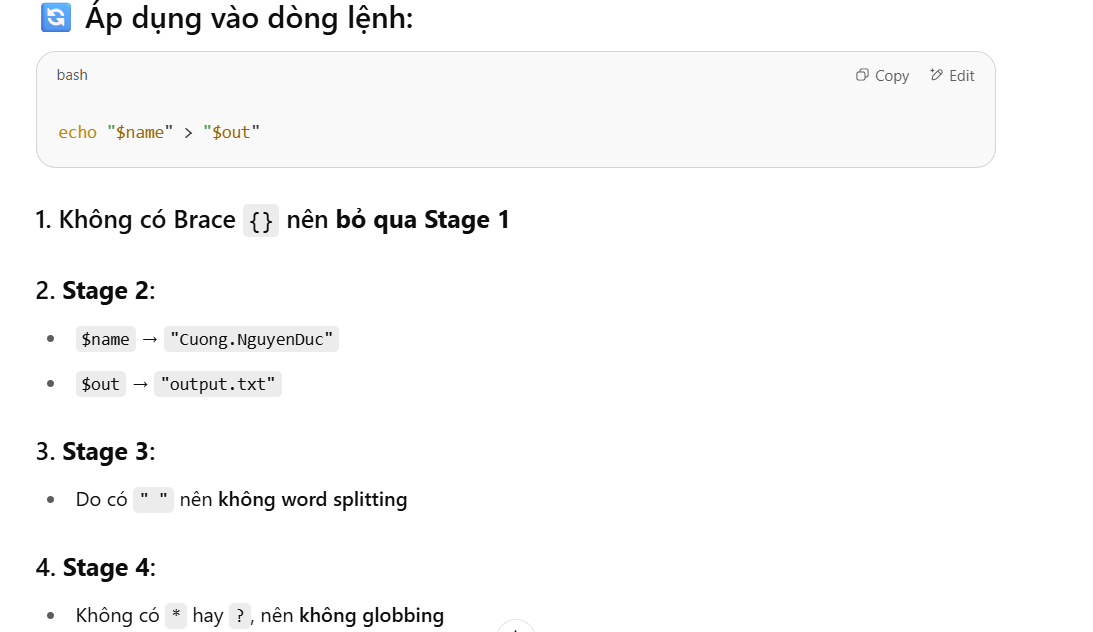 🔄 Áp dụng vào dòng lệnh:
bash Copy Edit
echo "$name" > "$out"
1. Không có Brace {} nên bỏ qua Stage 1
2. Stage 2:
• $name → "Cuong.NguyenDuc"
• $out → "output.txt"
3. Stage 3:
• Do có " " nên không word splitting
4. Stage 4:
• Không có * hay ?, nên không globbing